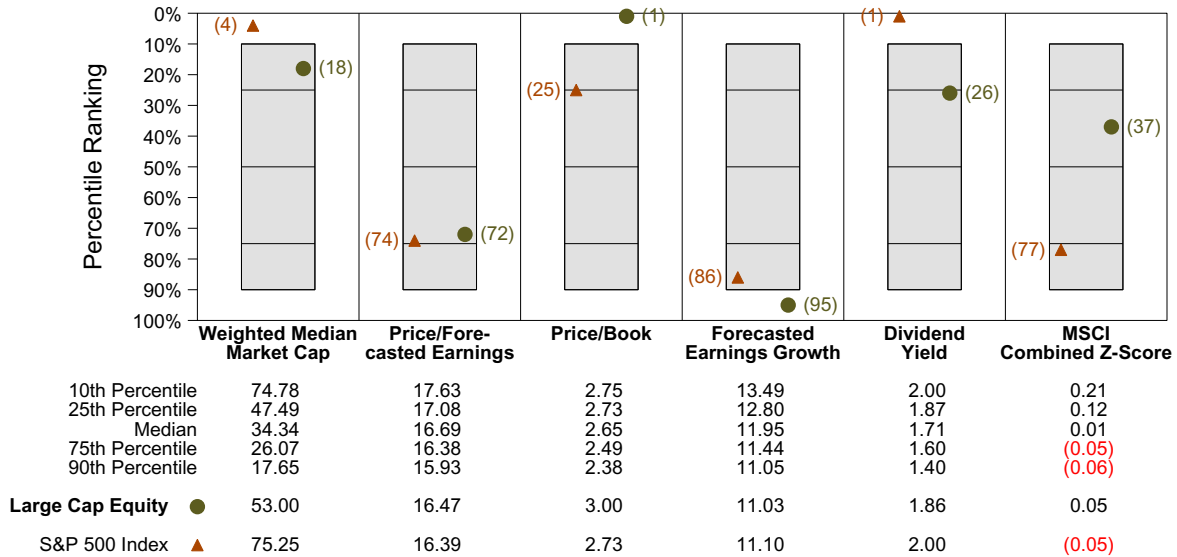 Percentile Ranking
0%
10%
20%
30%
40%
50%
60%
70%
80%
90%
100%
(4)
(18)
(74)
(72)
(25)
(1)
(86)
(95)
(1)
(26)
(77)
(37)
Weighted Median
Market Cap
Price/Fore-
casted Earnings
Price/Book
Forecasted
Earnings Growth
Dividend
Yield
MSCI
Combined Z-Score
10th Percentile 74.78 17.63 2.75 13.49 2.00 0.21
25th Percentile 47.49 17.08 2.73 12.80 1.87 0.12
Median 34.34 16.69 2.65 11.95 1.71 0.01
75th Percentile 26.07 16.38 2.49 11.44 1.60 (0.05)
90th Percentile 17.65 15.93 2.38 11.05 1.40 (0.06)
Large Cap Equity 53.00 16.47 3.00 11.03 1.86 0.05
S&P 500 Index 75.25 16.39 2.73 11.10 2.00 (0.05)